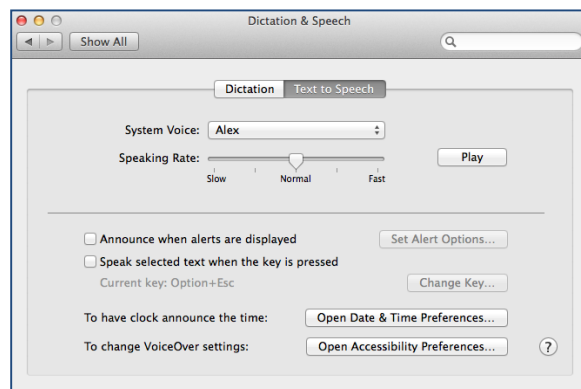 Dictation & Speech
Show All
Dictation Text to Speech
System Voice: Alex
Speaking Rate:
Play
Slow Normal Fast
Announce when alerts are displayed Set Alert Options...
Speak selected text when the key is pressed
Current key: Option+Esc Change Key...
To have clock announce the time: Open Date & Time Preferences...
To change VoiceOver settings: Open Accessibility Preferences... ?